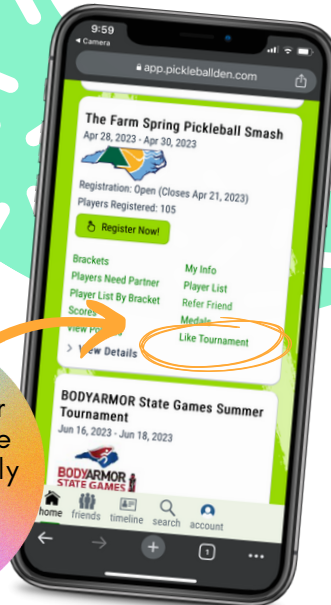 9:59
Camera
app.pickleballden.com
The Farm Spring Pickleball Smash
Apr 28, 2023 - Apr 30, 2023
Registration: Open (Closes Apr 21, 2023)
Players Registered: 105
Register Now!
Brackets
Players Need Partner
Player List By Bracket
Scores
View
View Details
My Info
Player List
Refer Friend
Medals
Like Tournament
BODYARMOR State Games Summer
Tournament
Jun 16, 2023 - Jun 18, 2023
BODYARMOR
STATE GAMES
home friends timeline search account
1